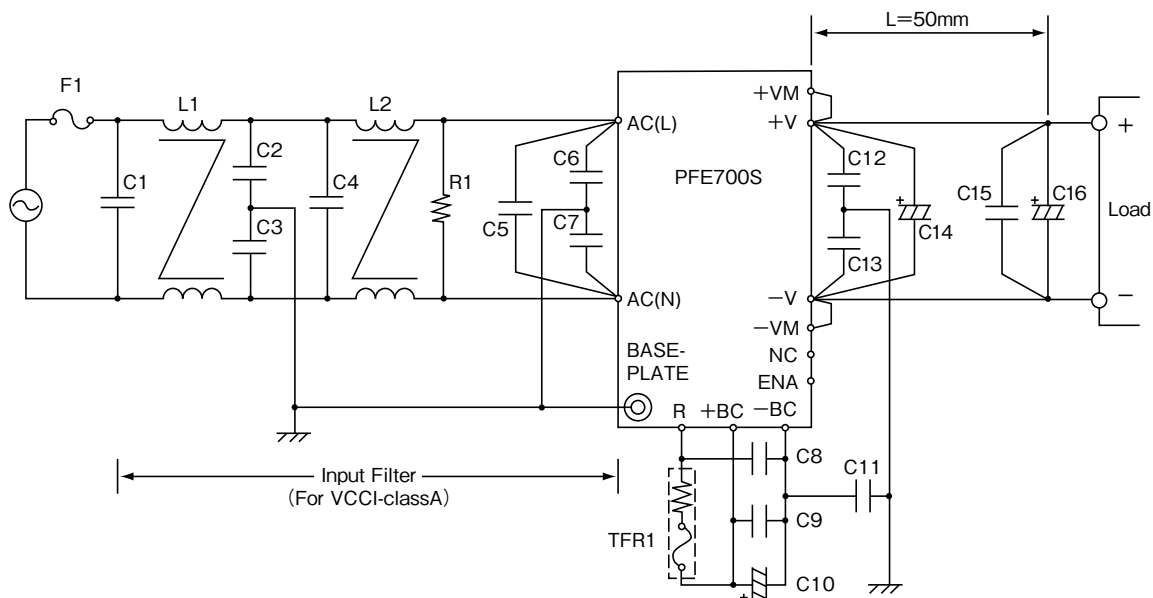 L=50mm
F1
L1
L2
+VM
+V
+
AC(L)
C2
C6
C12
C1
C4
PFE700S
R1
C15
C16
Load
C3
C5
C7
C14
C13
AC(N)
−V
−
−VM
BASE-
PLATE
NC
ENA
R
+BC
−BC
C8
C11
Input Filter
(For VCCI-classA)
C9
TFR1
C10
+
+
+